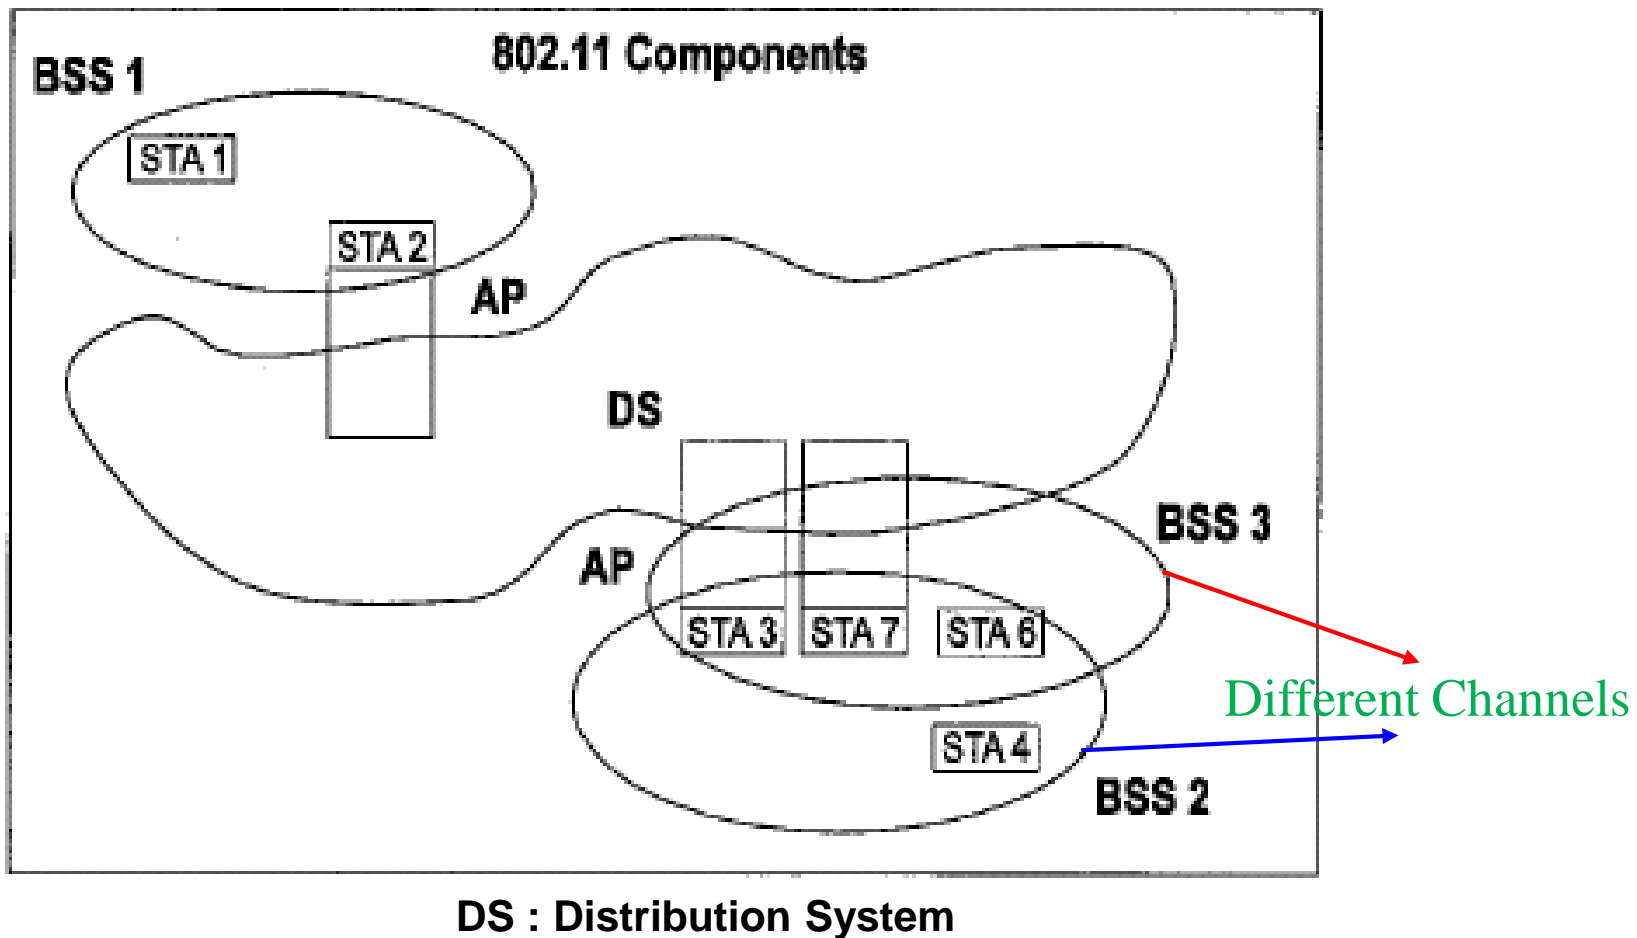 802.11 Components
BSS 1
STA 1
STA 2
AP
DS
BSS 3
AP
STA 3
STA 7
STA 6
Different Channels
STA 4
BSS 2
DS : Distribution System